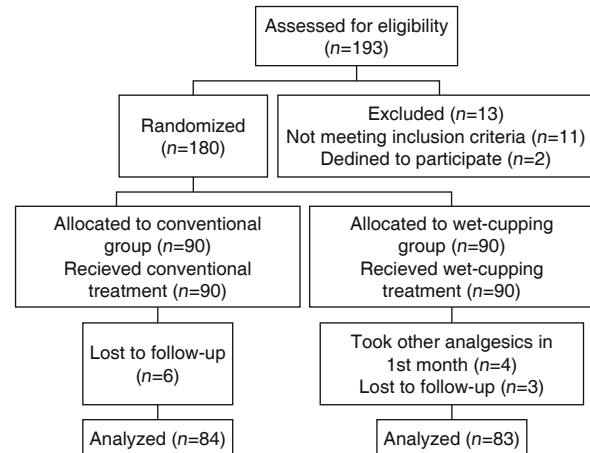 Assessed for eligibility
(n=193)
Excluded (n=13)
Not meeting inclusion criteria (n=11)
Dedined to participate (n=2)
Randomized
(n=180)
Allocated to conventional
group (n=90)
Recieved conventional
treatment (n=90)
Allocated to wet-cupping
group (n=90)
Recieved wet-cupping
treatment (n=90)
Lost to follow-up
(n=6)
Took other analgesics in
1st month (n=4)
Lost to follow-up (n=3)
Analyzed (n=84)
Analyzed (n=83)